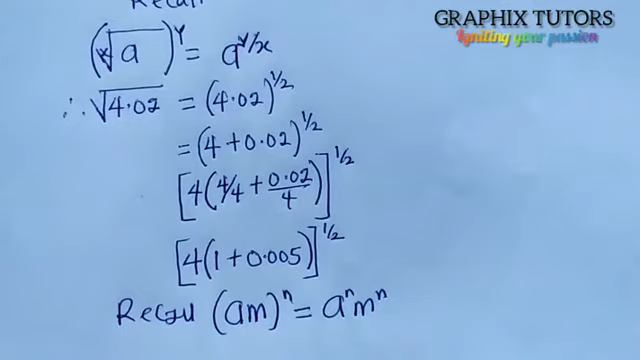 Recall
GRAPHIX TUTORS
Igniting your passion
(ˣ√a)ʸ = a^(y/x)
∴ √4.02 = (4.02)^(1/2)
= (4 + 0.02)^(1/2)
[4(4/4 + 0.02/4)]^(1/2)
[4(1 + 0.005)]^(1/2)
Recall (am)ⁿ = aⁿmⁿ